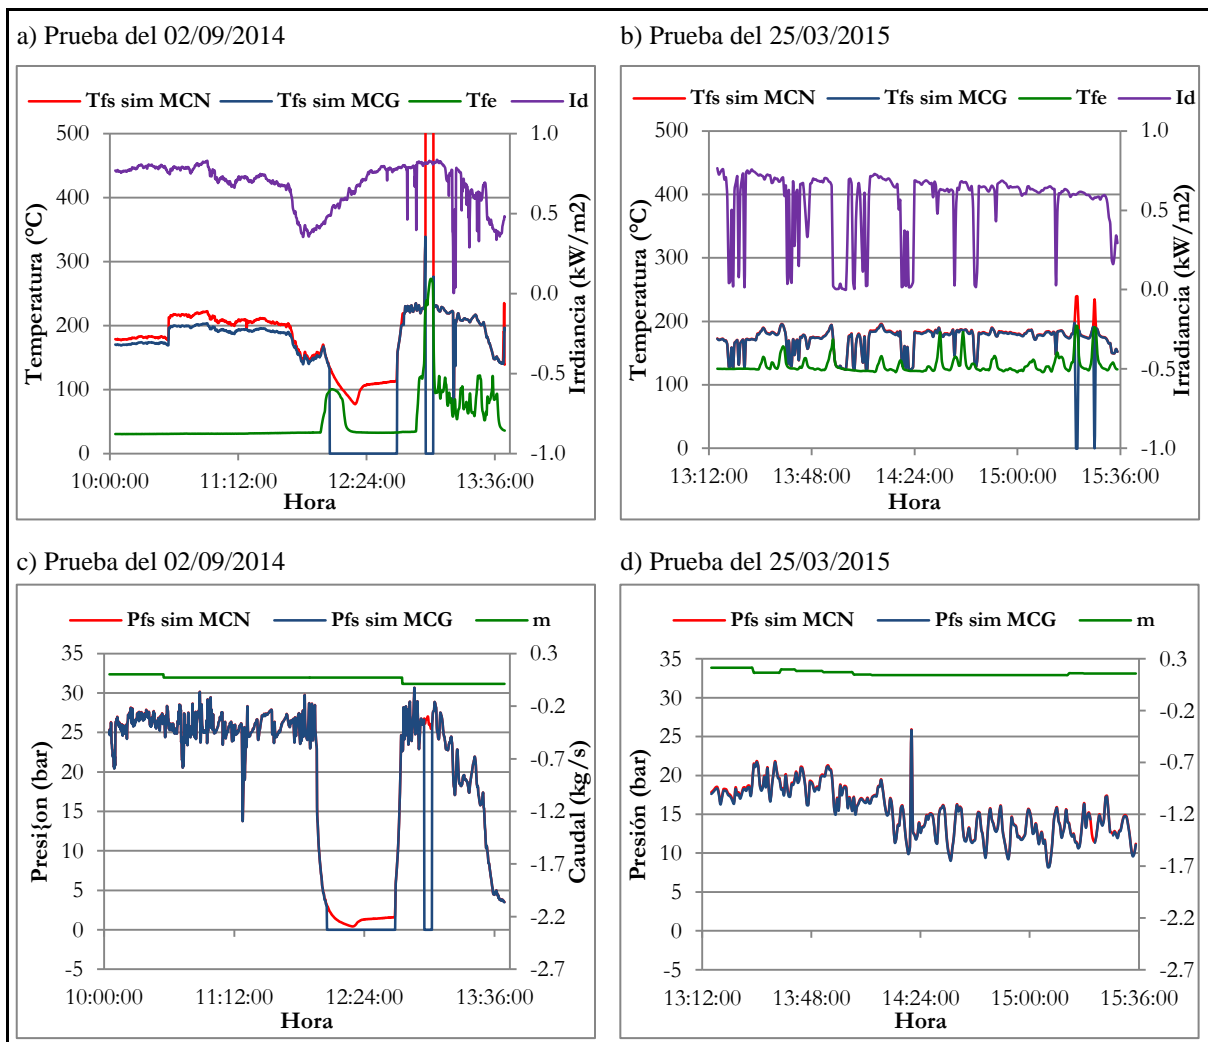 a) Prueba del 02/09/2014
Tfs sim MCN Tfs sim MCG Tfe Id
500
400
300
200
100
0
Temperatura (°C)
1.0
0.5
0.0
-0.5
-1.0
Irrdiancia (kW/m2)
10:00:00 11:12:00 12:24:00 13:36:00
Hora
b) Prueba del 25/03/2015
Tfs sim MCN Tfs sim MCG Tfe Id
500
400
300
200
100
0
Temperatura (°C)
1.0
0.5
0.0
-0.5
-1.0
Irradiancia (kW/m2)
13:12:00 13:48:00 14:24:00 15:00:00 15:36:00
Hora
c) Prueba del 02/09/2014
Pfs sim MCN Pfs sim MCG m
35
30
25
20
15
10
5
0
-5
Presi{on (bar)
0.3
-0.2
-0.7
-1.2
-1.7
-2.2
-2.7
Caudal (kg/s)
10:00:00 11:12:00 12:24:00 13:36:00
Hora
d) Prueba del 25/03/2015
Pfs sim MCN Pfs sim MCG m
35
30
25
20
15
10
5
0
-5
Presión (bar)
0.3
-0.2
-0.7
-1.2
-1.7
-2.2
-2.7
13:12:00 13:48:00 14:24:00 15:00:00 15:36:00
Hora